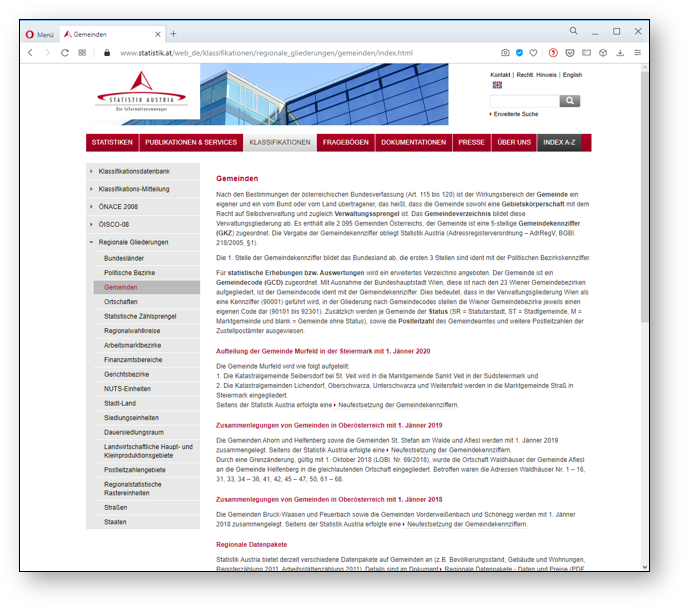 Menü
Gemeinden
www.statistik.at/web_de/klassifikationen/regionale_gliederungen/gemeinden/index.html
STATISTIK AUSTRIA
Die Informationsmanager
Kontakt | Rechtl. Hinweis | English
Erweiterte Suche
STATISTIKEN
PUBLIKATIONEN & SERVICES
KLASSIFIKATIONEN
FRAGEBÖGEN
DOKUMENTATIONEN
PRESSE
ÜBER UNS
INDEX A-Z
Klassifikationsdatenbank
Klassifikations-Mitteilung
ÖNACE 2008
ÖISCO-08
Regionale Gliederungen
Bundesländer
Politische Bezirke
Gemeinden
Ortschaften
Statistische Zählsprengel
Regionalwahlkreise
Arbeitsmarktbezirke
Finanzamtsbereiche
Gerichtsbezirke
NUTS-Einheiten
Stadt-Land
Siedlungseinheiten
Dauersiedlungsraum
Landwirtschaftliche Haupt- und
Kleinproduktionsgebiete
Postleitzahlengebiete
Regionalstatistische
Rastereinheiten
Straßen
Staaten
Gemeinden
Nach den Bestimmungen der österreichischen Bundesverfassung (Art. 115 bis 120) ist der Wirkungsbereich der Gemeinde ein
eigener und ein vom Bund oder vom Land übertragener, das heißt, dass die Gemeinde sowohl eine Gebietskörperschaft mit dem
Recht auf Selbstverwaltung und zugleich Verwaltungssprengel ist. Das Gemeindeverzeichnis bildet diese
Verwaltungsgliederung ab. Es enthält alle 2.095 Gemeinden Österreichs, der Gemeinde ist eine 5-stellige Gemeindekennziffer
(GKZ) zugeordnet. Die Vergabe der Gemeindekennziffer obliegt Statistik Austria (Adressregisterverordnung – AdrRegV, BGBl.
218/2005, §1).
Die 1. Stelle der Gemeindekennziffer bildet das Bundesland ab, die ersten 3 Stellen sind ident mit der Politischen Bezirkskennziffer.
Für statistische Erhebungen bzw. Auswertungen wird ein erweitertes Verzeichnis angeboten. Der Gemeinde ist ein
Gemeindecode (GCD) zugeordnet. Mit Ausnahme der Bundeshauptstadt Wien, diese ist nach den 23 Wiener Gemeindebezirken
aufgegliedert, ist der Gemeindecode ident mit der Gemeindekennziffer. Dies bedeutet, dass in der Verwaltungsgliederung Wien als
eine Kennziffer (90001) geführt wird, in der Gliederung nach Gemeindecodes stellen die Wiener Gemeindebezirke jeweils einen
eigenen Code dar (90101 bis 92301). Zusätzlich werden je Gemeinde der Status (SR = Statutarstadt, ST = Stadtgemeinde, M =
Marktgemeinde und blank = Gemeinde ohne Status), sowie die Postleitzahl des Gemeindeamtes und weitere Postleitzahlen der
Zustellpostämter ausgewiesen.
Aufteilung der Gemeinde Murfeld in der Steiermark mit 1. Jänner 2020
Die Gemeinde Murfeld wird wie folgt aufgeteilt:
1. Die Katastralgemeinde Seibersdorf bei St. Veit wird in die Marktgemeinde Sankt Veit in der Südsteiermark und
2. Die Katastralgemeinden Lichendorf, Oberschwarza, Unterschwarza und Weitersfeld werden in die Marktgemeinde Straß in
Steiermark eingegliedert.
Seitens der Statistik Austria erfolgte eine Neufestsetzung der Gemeindekennziffern.
Zusammenlegungen von Gemeinden in Oberösterreich mit 1. Jänner 2019
Die Gemeinden Ahorn und Helfenberg sowie die Gemeinden St. Stefan am Walde und Afiesl werden mit 1. Jänner 2019
zusammengelegt. Seitens der Statistik Austria erfolgte eine Neufestsetzung der Gemeindekennziffern.
Durch eine Grenzänderung, gültig mit 1. Oktober 2018 (LGBl. Nr. 69/2018), wurde die Ortschaft Waldhäuser der Gemeinde Afiesl
an die Gemeinde Helfenberg in die gleichlautenden Ortschaft eingegliedert. Betroffen waren die Adressen Waldhäuser Nr. 1 – 16,
31, 33, 34 – 36, 41, 42, 45 – 47, 50, 61 – 68.
Zusammenlegungen von Gemeinden in Oberösterreich mit 1. Jänner 2018
Die Gemeinden Bruck-Waasen und Peuerbach sowie die Gemeinden Vorderweißenbach und Schönegg werden mit 1. Jänner
2018 zusammengelegt. Seitens der Statistik Austria erfolgte eine Neufestsetzung der Gemeindekennziffern.
Regionale Datenpakete
Statistik Austria bietet derzeit verschiedene Datenpakete auf Gemeinden an (z.B. Bevölkerungsstand, Gebäude und Wohnungen,
Registerzählung 2011, Arbeitsstättenzählung 2011). Details sind im Dokument Regionale Datenpakete - Daten und Preise (PDF,